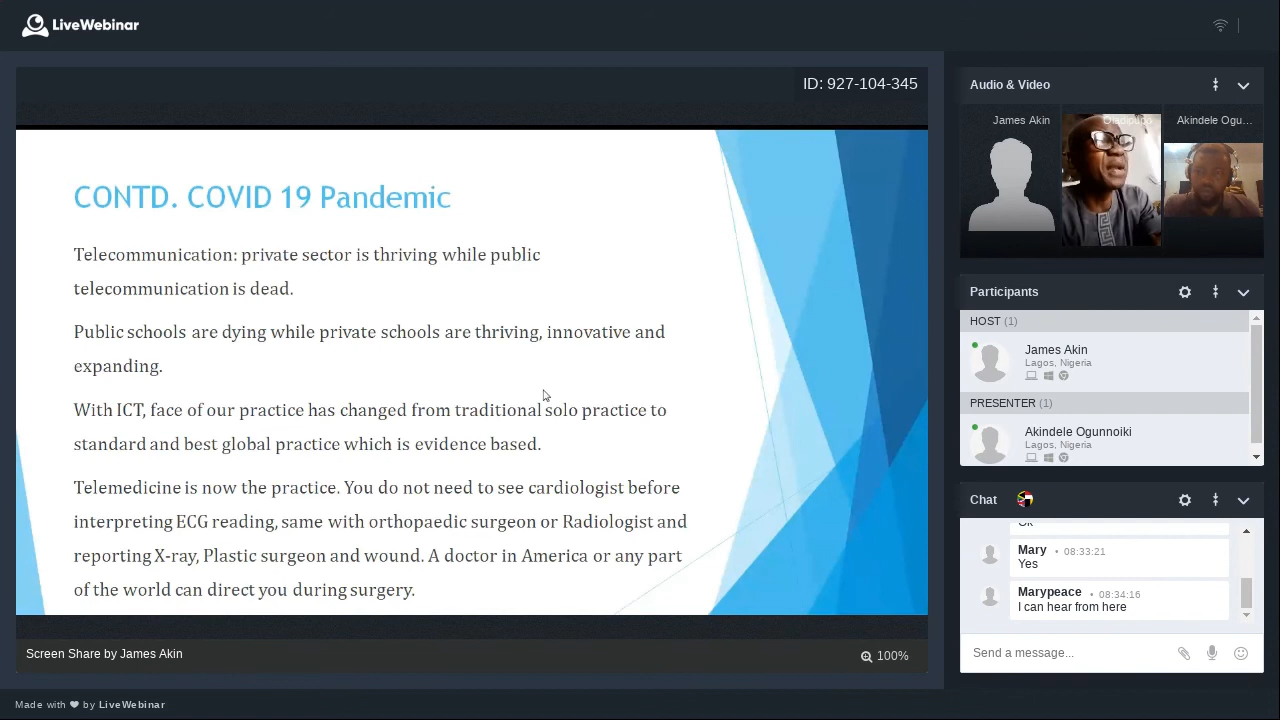 LiveWebinar
ID: 927-104-345
CONTD. COVID 19 Pandemic
Telecommunication: private sector is thriving while public
telecommunication is dead.
Public schools are dying while private schools are thriving, innovative and
expanding.
With ICT, face of our practice has changed from traditional solo practice to
standard and best global practice which is evidence based.
Telemedicine is now the practice. You do not need to see cardiologist before
interpreting ECG reading, same with orthopaedic surgeon or Radiologist and
reporting X-ray, Plastic surgeon and wound. A doctor in America or any part
of the world can direct you during surgery.
Screen Share by James Akin
100%
Audio & Video
James Akin
Akindele Ogu...
Participants
HOST (1)
James Akin
Lagos, Nigeria
PRESENTER (1)
Akindele Ogunnoiki
Lagos, Nigeria
Chat
Ok
Mary • 08:33:21
Yes
Marypeace • 08:34:16
I can hear from here
Send a message...
Made with ❤ by LiveWebinar